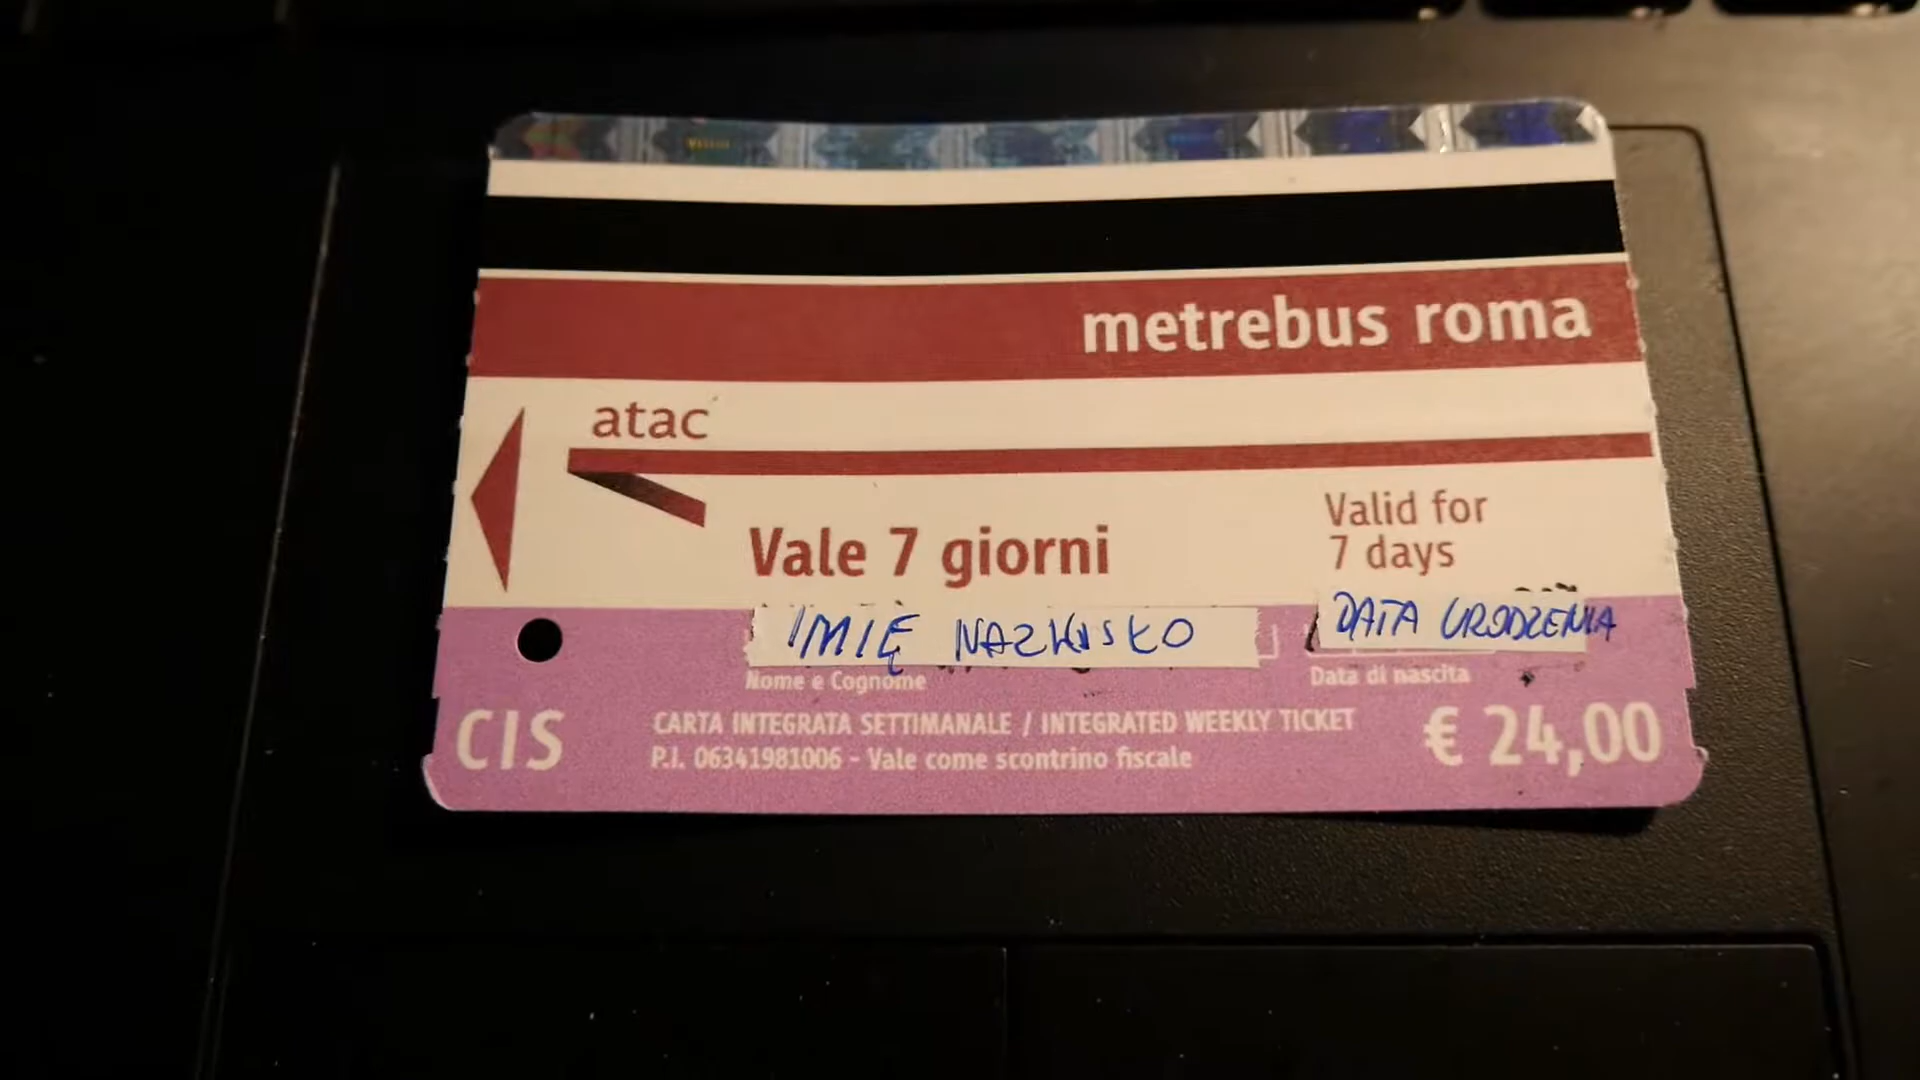 metrebus roma
atac
Vale 7 giorni
Valid for
7 days
IMIĘ NAZWISKO
DATA URODZENIA
Nome e Cognome
Data di nascita
CIS
CARTA INTEGRATA SETTIMANALE / INTEGRATED WEEKLY TICKET
€ 24,00
P.I. 06341981006 - Vale come scontrino fiscale